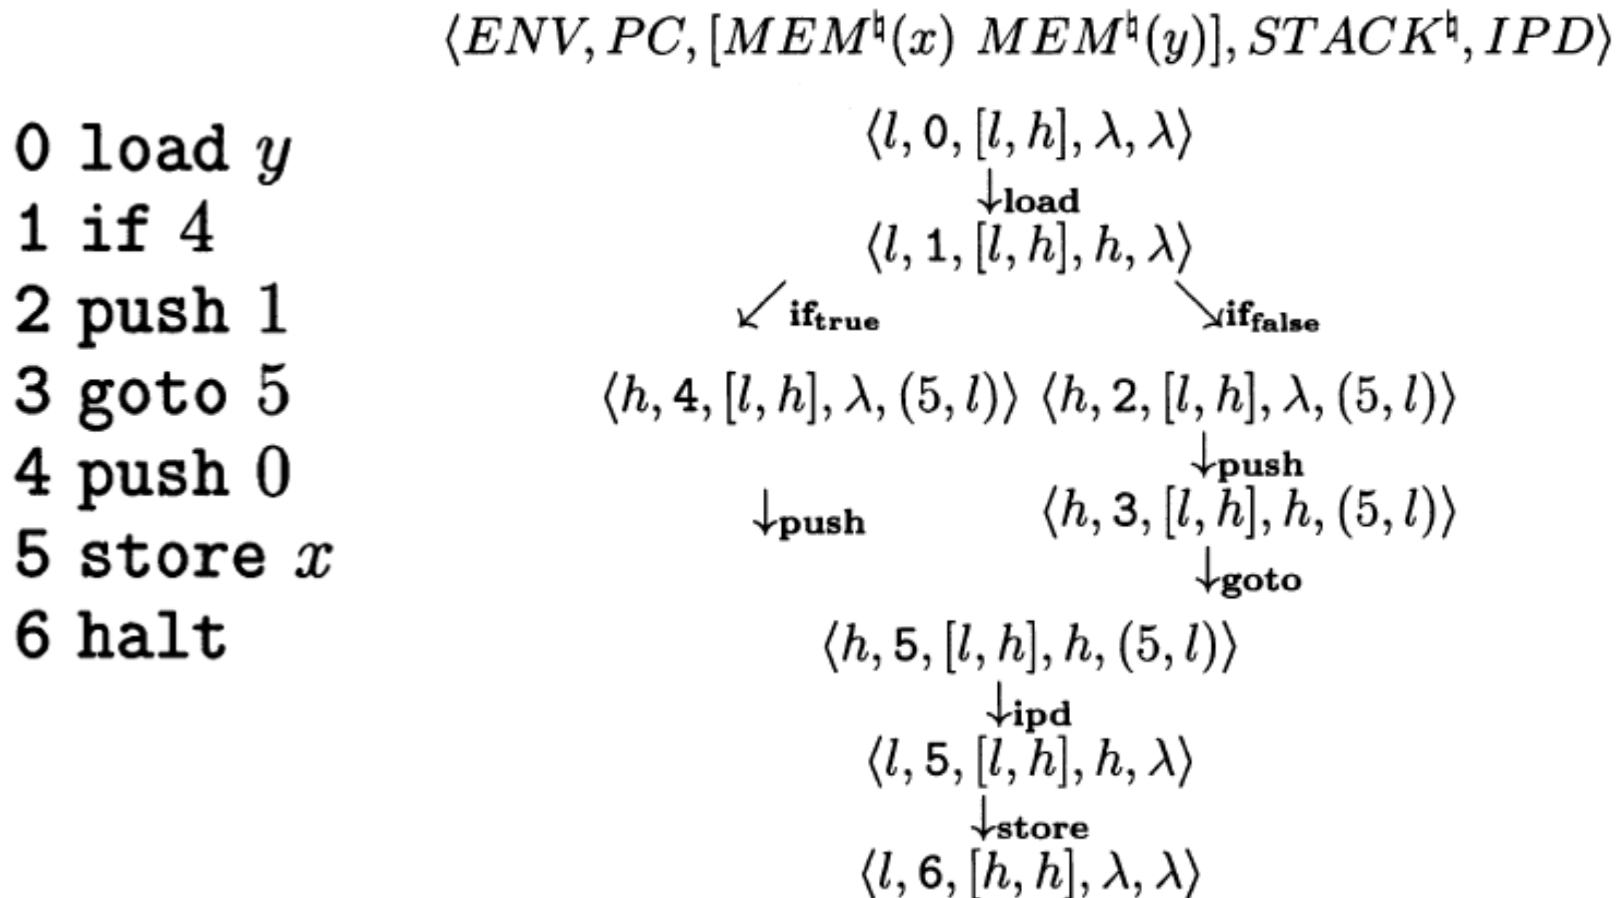 ⟨ENV, PC, [MEM♮(x) MEM♮(y)], STACK♮, IPD⟩
0 load y
1 if 4
2 push 1
3 goto 5
4 push 0
5 store x
6 halt
⟨l, 0, [l, h], λ, λ⟩
↓load
⟨l, 1, [l, h], h, λ⟩
↙ if_true ↘if_false
⟨h, 4, [l, h], λ, (5, l)⟩ ⟨h, 2, [l, h], λ, (5, l)⟩
↓push
⟨h, 3, [l, h], h, (5, l)⟩
↓push
↓goto
⟨h, 5, [l, h], h, (5, l)⟩
↓ipd
⟨l, 5, [l, h], h, λ⟩
↓store
⟨l, 6, [h, h], λ, λ⟩